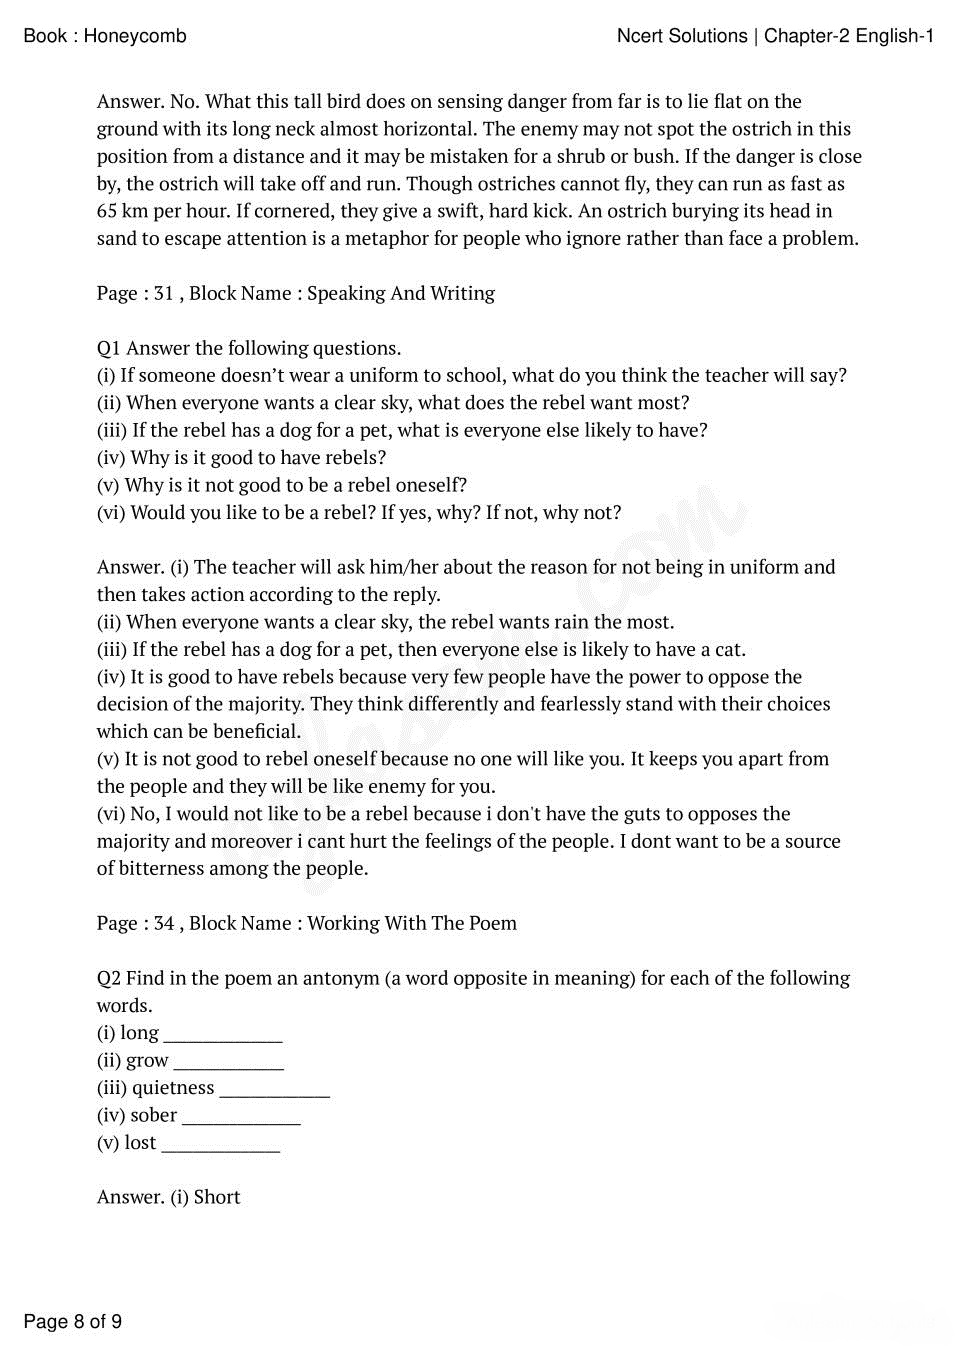 Book : Honeycomb
Ncert Solutions | Chapter-2 English-1
Answer. No. What this tall bird does on sensing danger from far is to lie flat on the
ground with its long neck almost horizontal. The enemy may not spot the ostrich in this
position from a distance and it may be mistaken for a shrub or bush. If the danger is close
by, the ostrich will take off and run. Though ostriches cannot fly, they can run as fast as
65 km per hour. If cornered, they give a swift, hard kick. An ostrich burying its head in
sand to escape attention is a metaphor for people who ignore rather than face a problem.
Page : 31 , Block Name : Speaking And Writing
Q1 Answer the following questions.
(i) If someone doesn’t wear a uniform to school, what do you think the teacher will say?
(ii) When everyone wants a clear sky, what does the rebel want most?
(iii) If the rebel has a dog for a pet, what is everyone else likely to have?
(iv) Why is it good to have rebels?
(v) Why is it not good to be a rebel oneself?
(vi) Would you like to be a rebel? If yes, why? If not, why not?
Answer. (i) The teacher will ask him/her about the reason for not being in uniform and
then takes action according to the reply.
(ii) When everyone wants a clear sky, the rebel wants rain the most.
(iii) If the rebel has a dog for a pet, then everyone else is likely to have a cat.
(iv) It is good to have rebels because very few people have the power to oppose the
decision of the majority. They think differently and fearlessly stand with their choices
which can be beneficial.
(v) It is not good to rebel oneself because no one will like you. It keeps you apart from
the people and they will be like enemy for you.
(vi) No, I would not like to be a rebel because i don't have the guts to opposes the
majority and moreover i cant hurt the feelings of the people. I dont want to be a source
of bitterness among the people.
Page : 34 , Block Name : Working With The Poem
Q2 Find in the poem an antonym (a word opposite in meaning) for each of the following
words.
(i) long _____________
(ii) grow ____________
(iii) quietness ____________
(iv) sober _____________
(v) lost _____________
Answer. (i) Short
Page 8 of 9